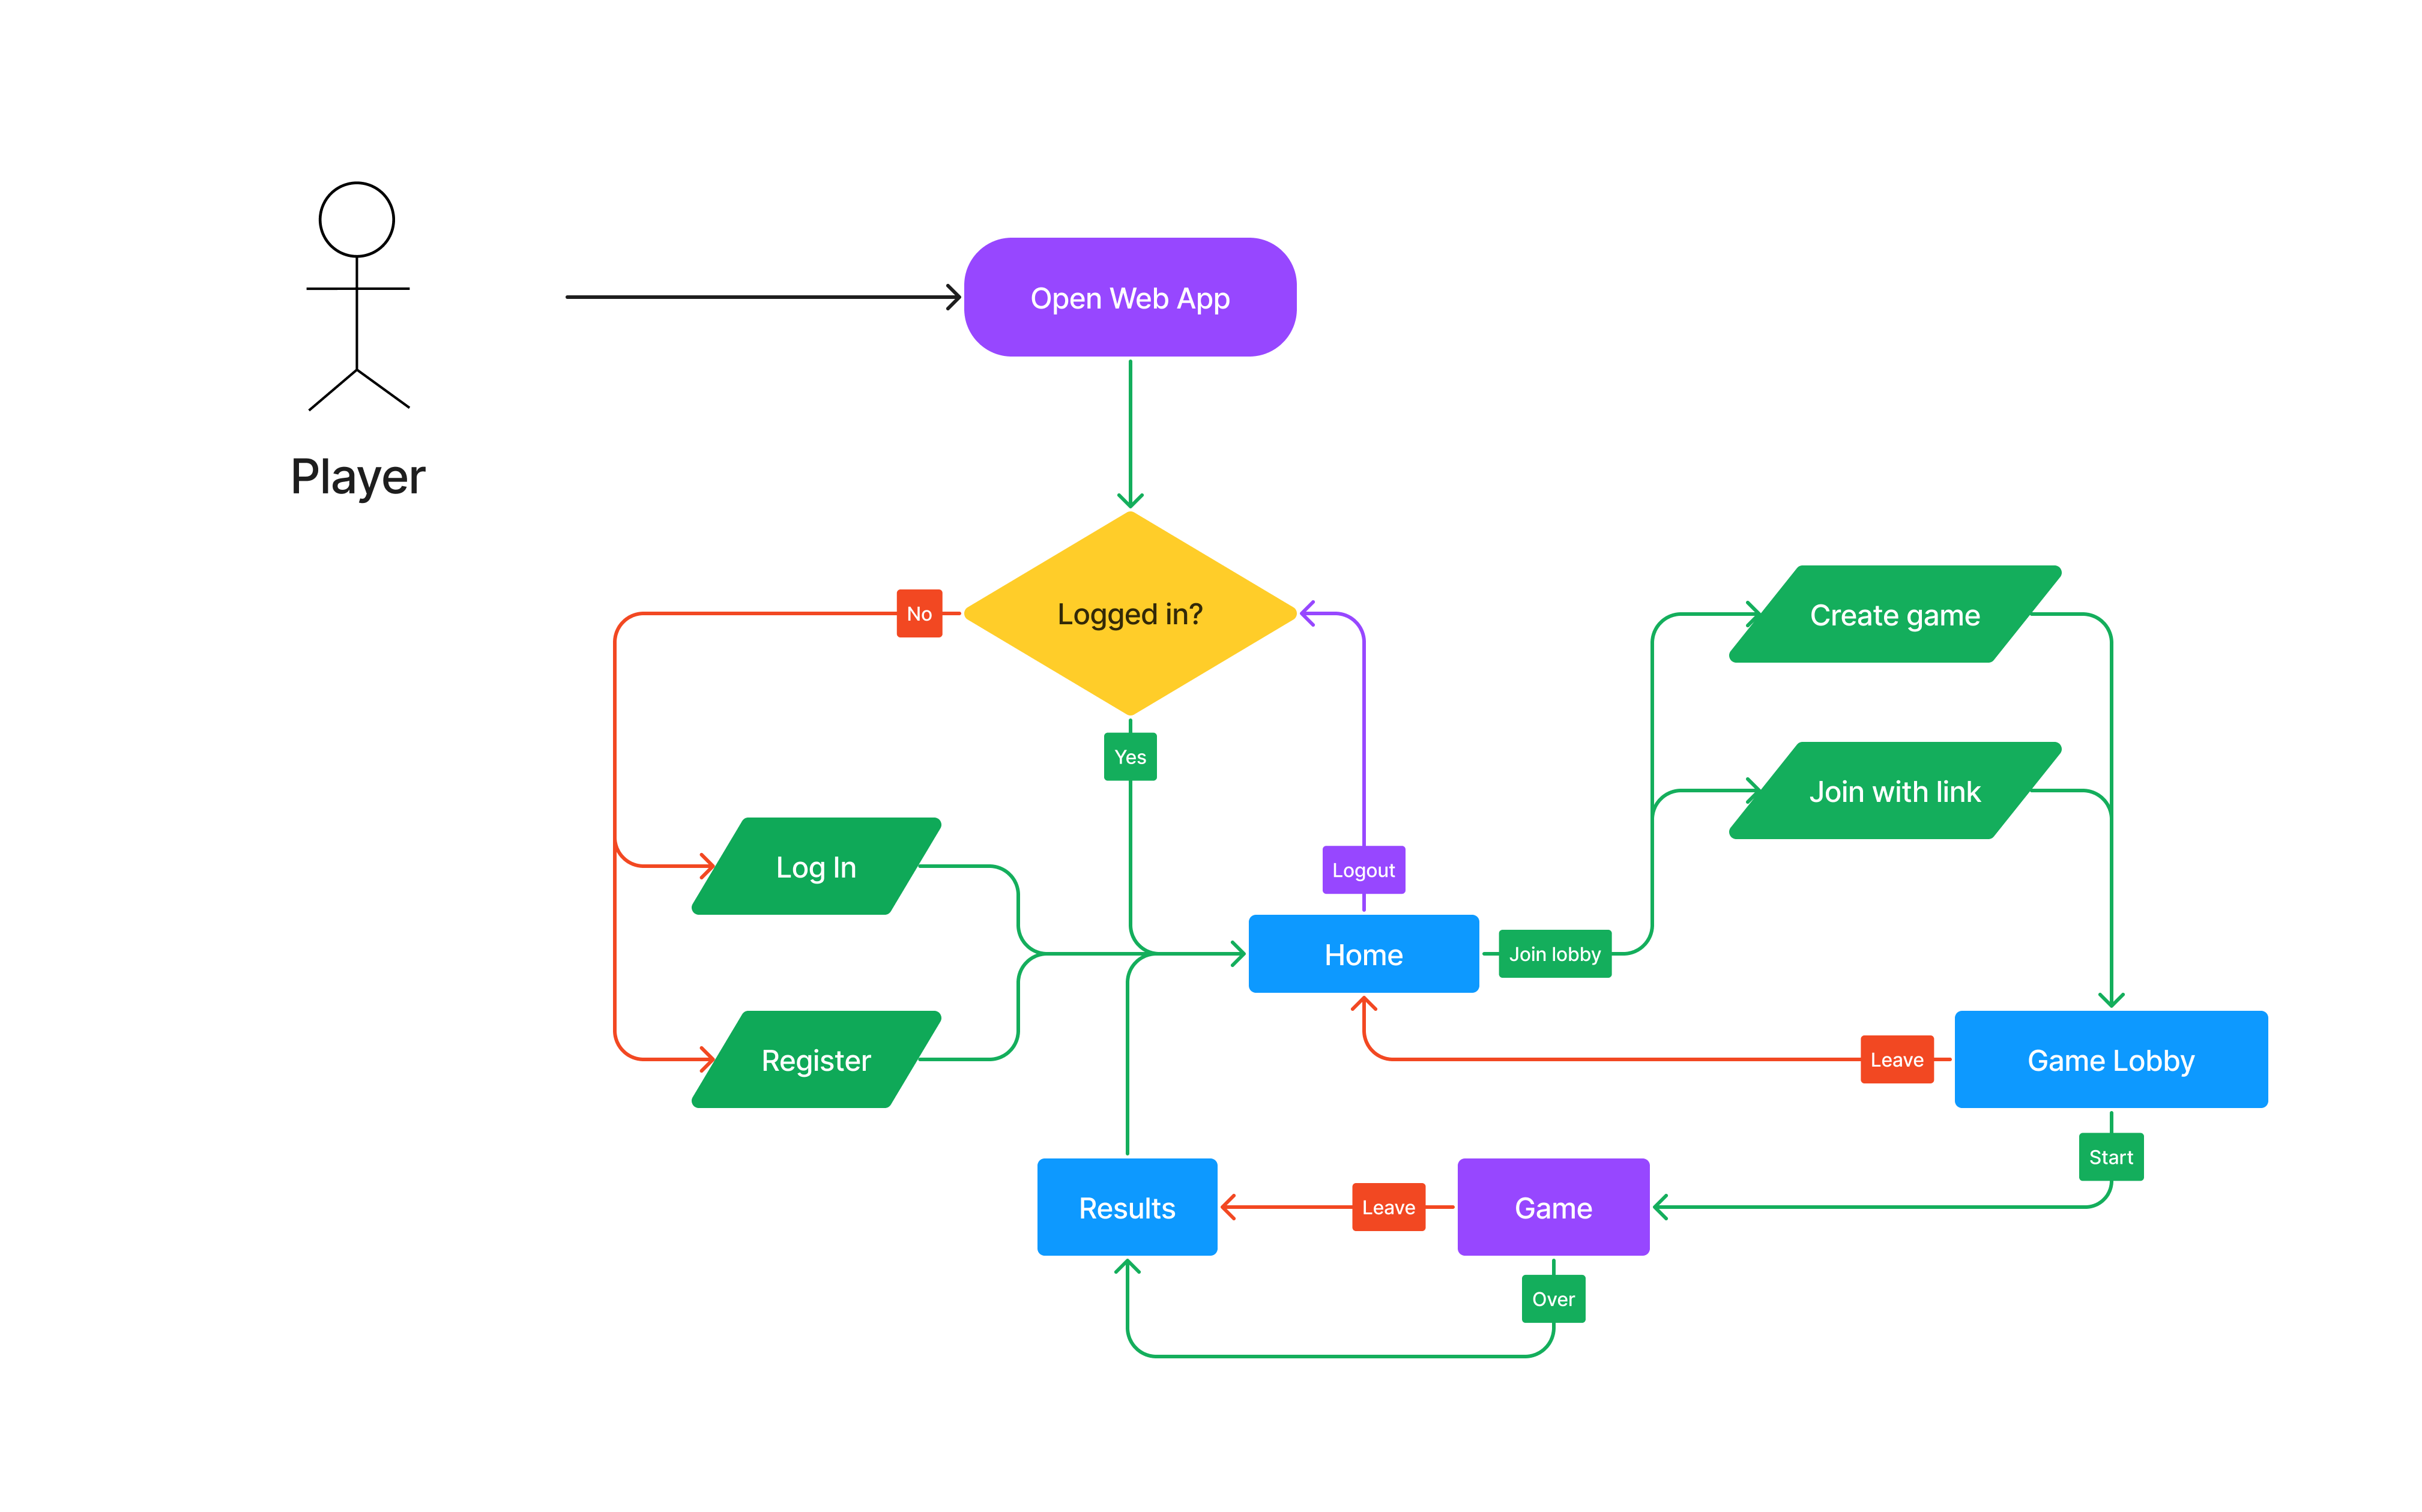 Open Web App
Player
Logged in?
No
Yes
Create game
Join with link
Log In
Logout
Home
Join lobby
Register
Leave
Game Lobby
Start
Results
Leave
Game
Over